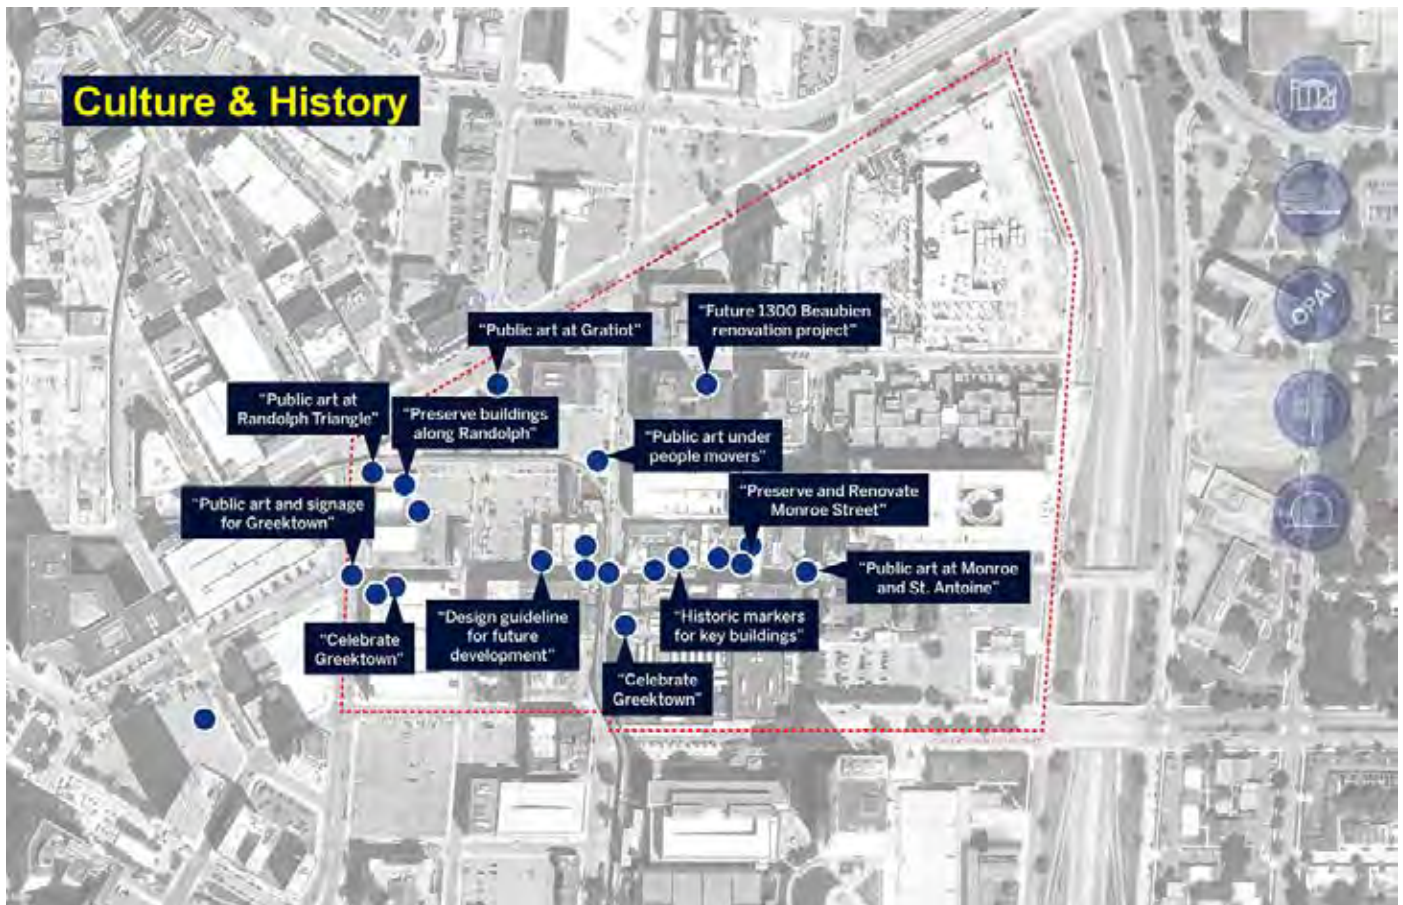 Culture & History
OPA!
“Future 1300 Beaubien
renovation project”
“Public art at Gratiot”
“Public art at
Randolph Triangle”
“Preserve buildings
along Randolph”
“Public art under
people movers”
“Public art and signage
for Greektown”
“Preserve and Renovate
Monroe Street”
“Public art at Monroe
and St. Antoine”
“Celebrate
Greektown”
“Design guideline
for future
development”
“Historic markers
for key buildings”
“Celebrate
Greektown”